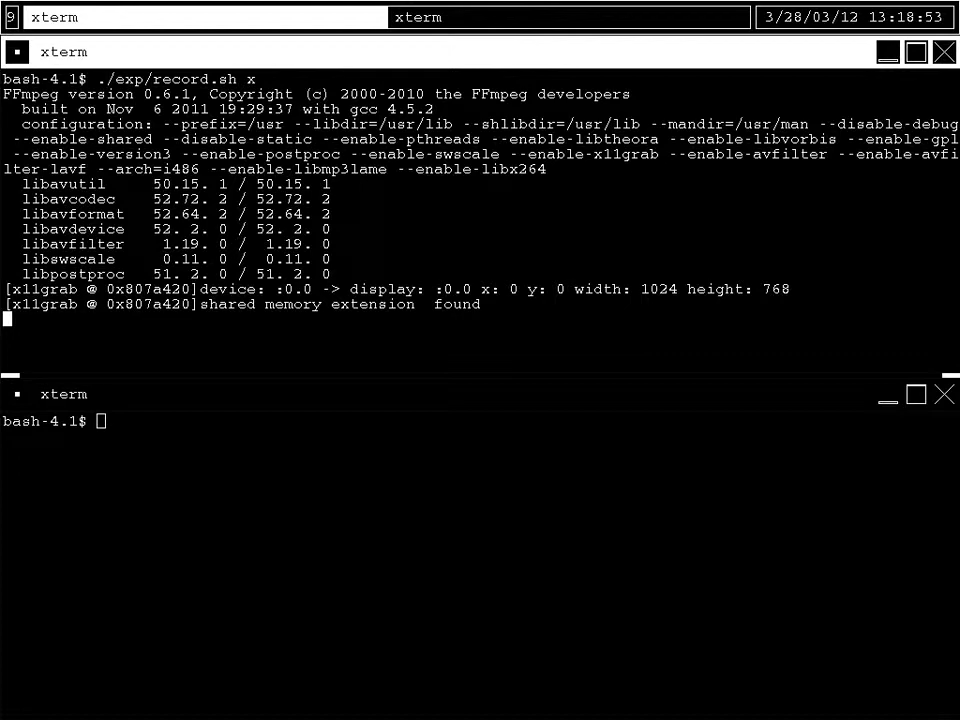 9 xterm xterm 3/28/03/12 13:18:53
xterm
bash-4.1$ ./exp/record.sh x
FFmpeg version 0.6.1, Copyright (c) 2000-2010 the FFmpeg developers
  built on Nov  6 2011 19:29:37 with gcc 4.5.2
  configuration: --prefix=/usr --libdir=/usr/lib --shlibdir=/usr/lib --mandir=/usr/man --disable-debug
 --enable-shared --disable-static --enable-pthreads --enable-libtheora --enable-libvorbis --enable-gpl
 --enable-version3 --enable-postproc --enable-swscale --enable-x11grab --enable-avfilter --enable-avfi
lter-lavf --arch=i486 --enable-libmp3lame --enable-libx264
  libavutil     50.15. 1 / 50.15. 1
  libavcodec    52.72. 2 / 52.72. 2
  libavformat   52.64. 2 / 52.64. 2
  libavdevice   52. 2. 0 / 52. 2. 0
  libavfilter    1.19. 0 /  1.19. 0
  libswscale     0.11. 0 /  0.11. 0
  libpostproc   51. 2. 0 / 51. 2. 0
[x11grab @ 0x807a420]device: :0.0 -> display: :0.0 x: 0 y: 0 width: 1024 height: 768
[x11grab @ 0x807a420]shared memory extension  found
xterm
bash-4.1$